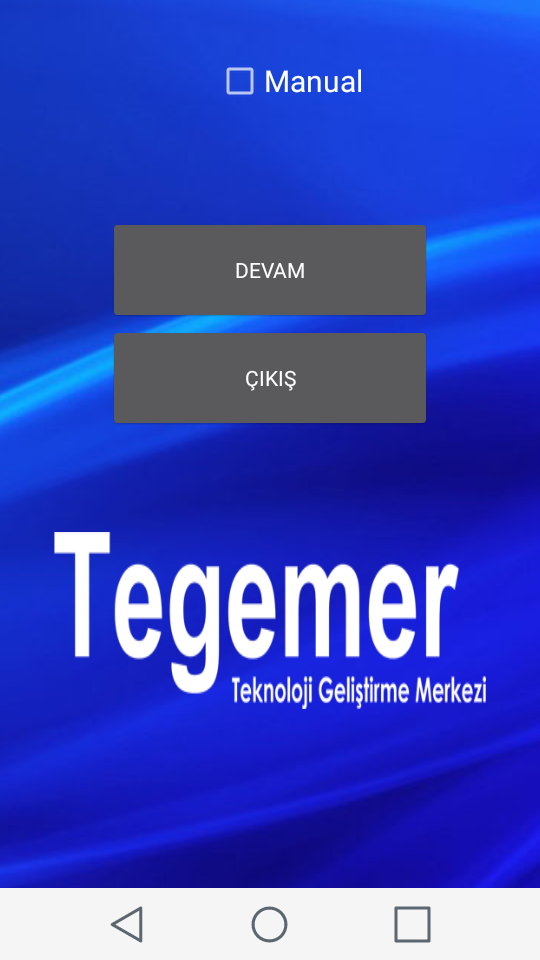 Manual
DEVAM
ÇIKIŞ
Tegemer
Teknoloji Geliştirme Merkezi